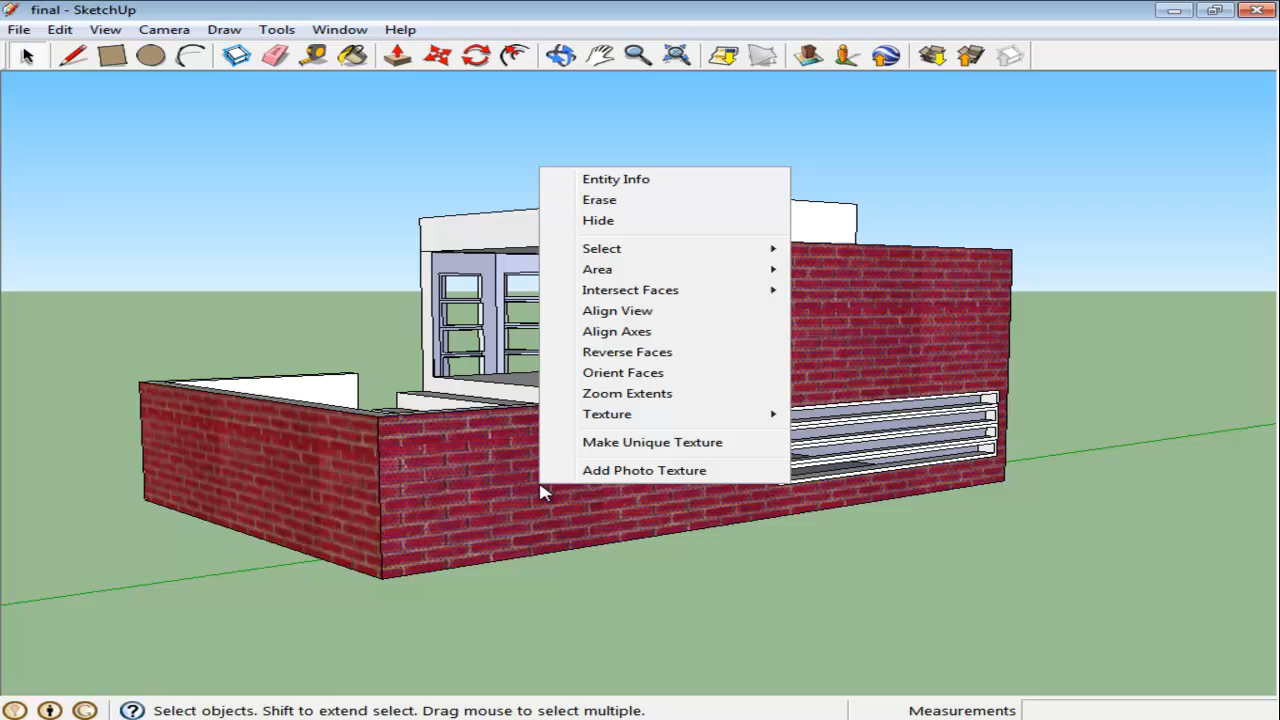 final - SketchUp
File Edit View Camera Draw Tools Window Help
Entity Info
Erase
Hide
Select
Area
Intersect Faces
Align View
Align Axes
Reverse Faces
Orient Faces
Zoom Extents
Texture
Make Unique Texture
Add Photo Texture
Select objects. Shift to extend select. Drag mouse to select multiple. Measurements